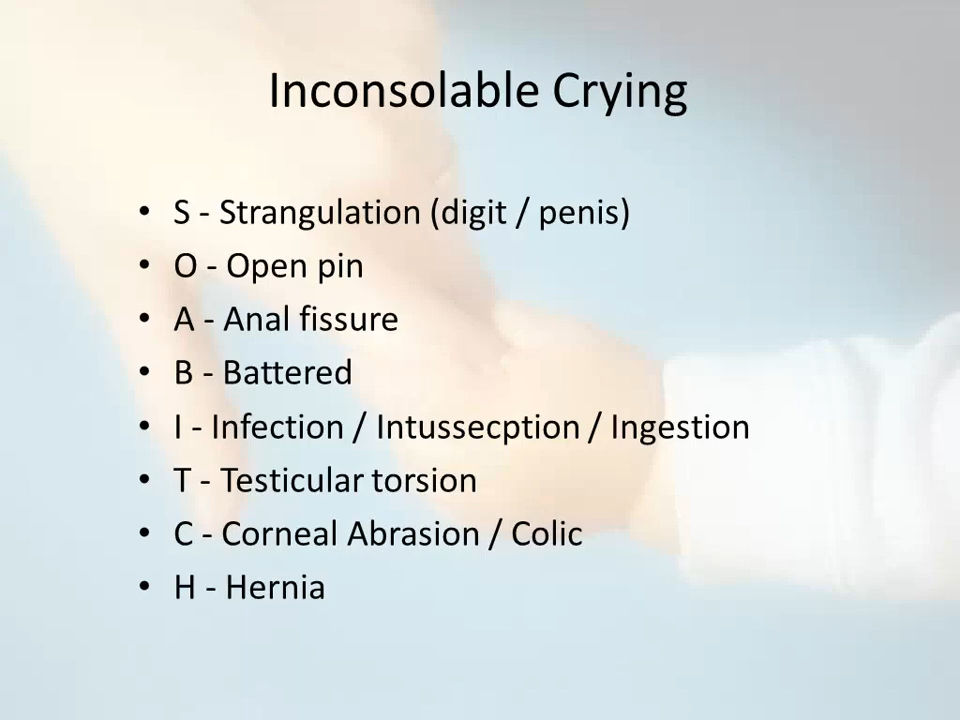 Inconsolable Crying
• S - Strangulation (digit / penis)
• O - Open pin
• A - Anal fissure
• B - Battered
• I - Infection / Intussecption / Ingestion
• T - Testicular torsion
• C - Corneal Abrasion / Colic
• H - Hernia